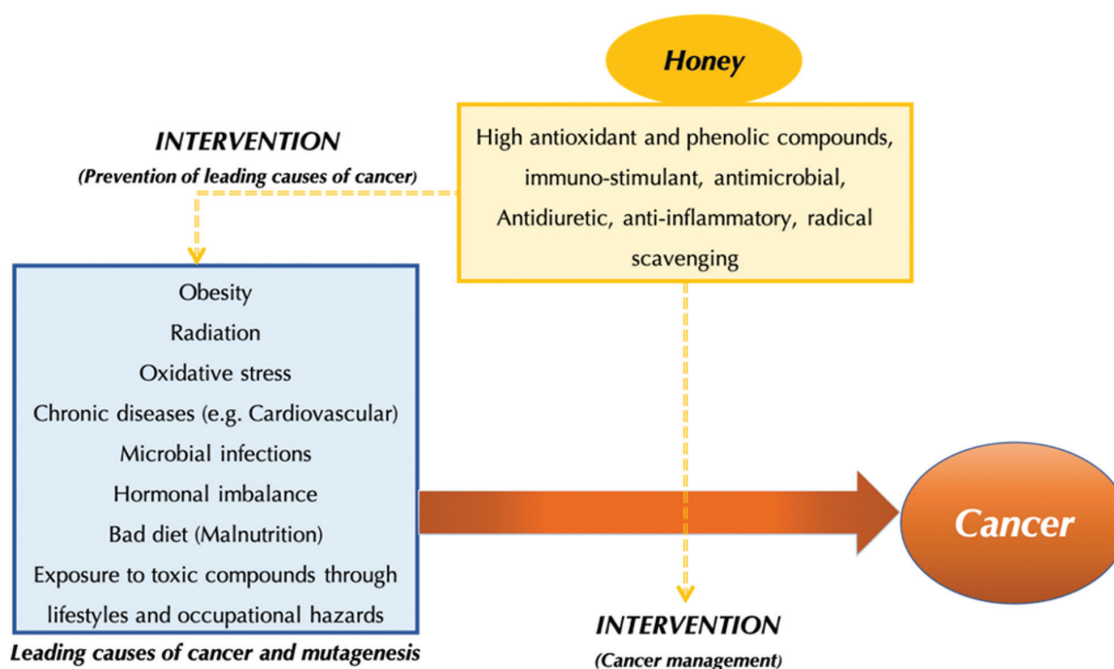 Honey
High antioxidant and phenolic compounds,
immuno-stimulant, antimicrobial,
Antidiuretic, anti-inflammatory, radical
scavenging
INTERVENTION
(Prevention of leading causes of cancer)
Obesity
Radiation
Oxidative stress
Chronic diseases (e.g. Cardiovascular)
Microbial infections
Hormonal imbalance
Bad diet (Malnutrition)
Exposure to toxic compounds through
lifestyles and occupational hazards
Leading causes of cancer and mutagenesis
Cancer
INTERVENTION
(Cancer management)